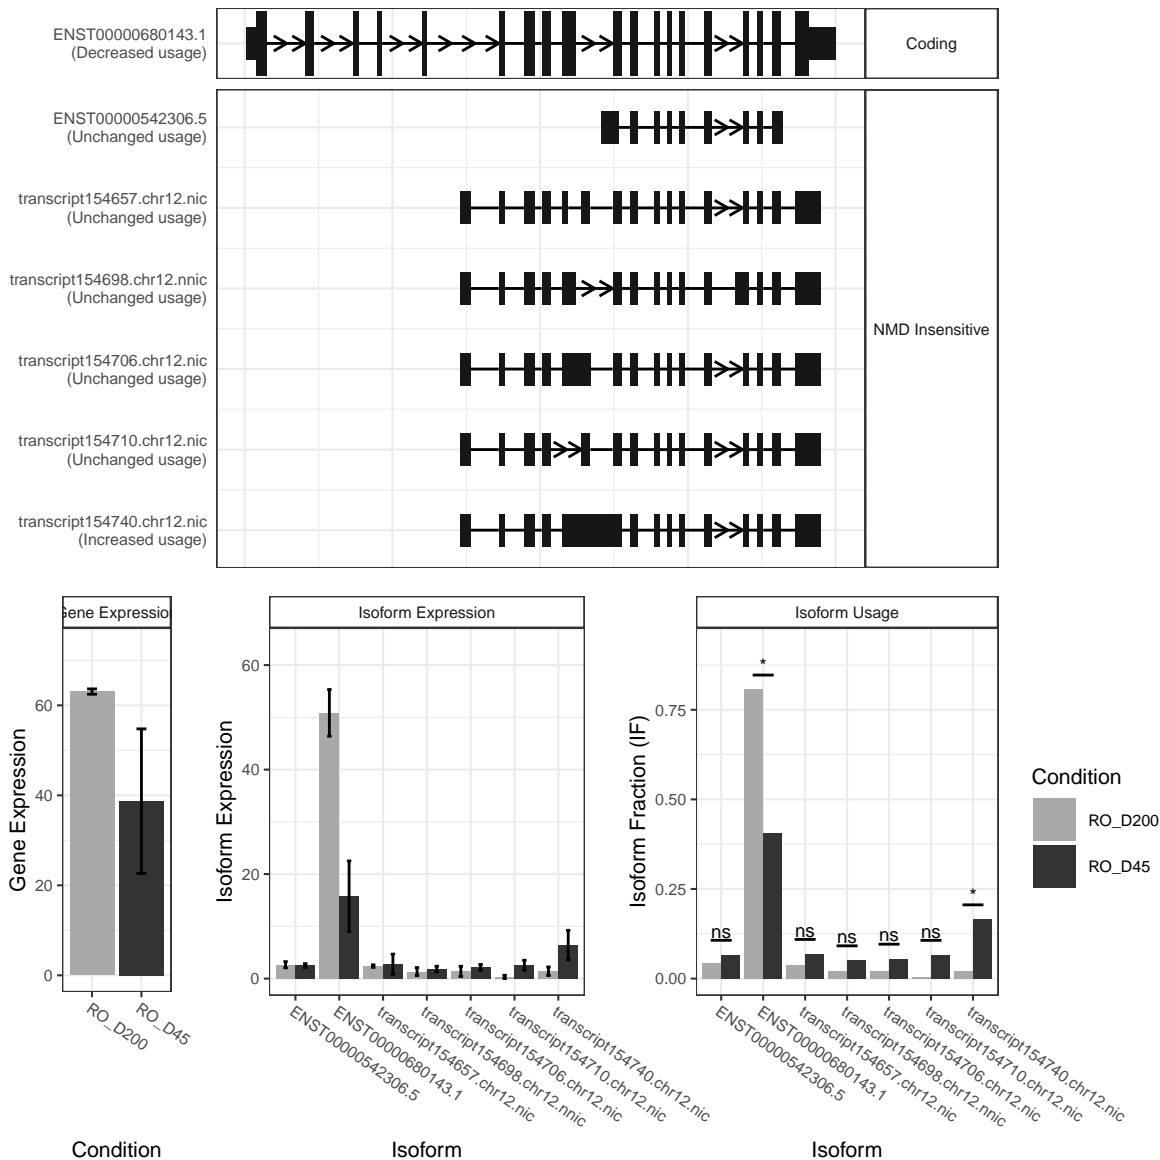 ENST00000680143.1
(Decreased usage)
Coding
ENST00000542306.5
(Unchanged usage)
transcript154657.chr12.nic
(Unchanged usage)
transcript154698.chr12.nnic
(Unchanged usage)
transcript154706.chr12.nic
(Unchanged usage)
transcript154710.chr12.nic
(Unchanged usage)
transcript154740.chr12.nic
(Increased usage)
NMD Insensitive
Gene Expression
Gene Expression
60
40
20
0
RO_D200
RO_D45
Condition
Isoform Expression
Isoform Expression
60
40
20
0
ENST00000542306.5
ENST00000680143.1
transcript154657.chr12.nic
transcript154698.chr12.nnic
transcript154706.chr12.nic
transcript154710.chr12.nic
transcript154740.chr12.nic
Isoform
Isoform Usage
Isoform Fraction (IF)
0.75
0.50
0.25
0.00
ns
*
ns
ns
ns
ns
*
ENST00000542306.5
ENST00000680143.1
transcript154657.chr12.nic
transcript154698.chr12.nnic
transcript154706.chr12.nic
transcript154710.chr12.nic
transcript154740.chr12.nic
Isoform
Condition
RO_D200
RO_D45